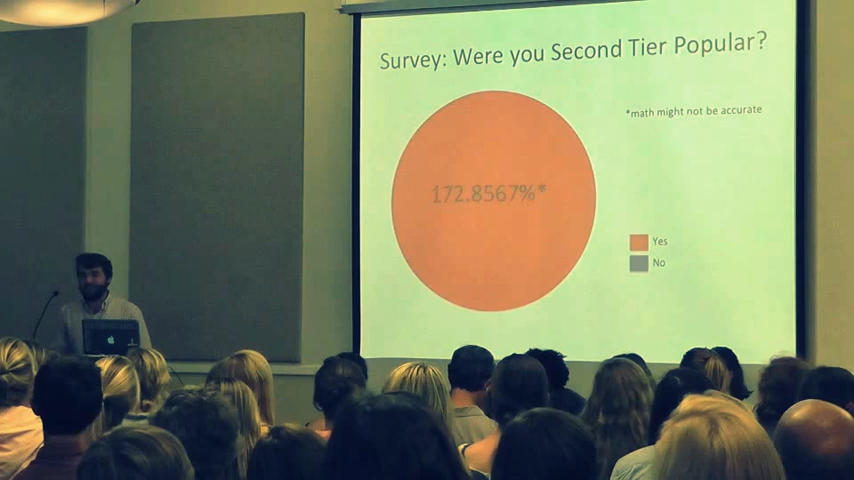 Survey: Were you Second Tier Popular?
*math might not be accurate
172.8567%*
Yes
No